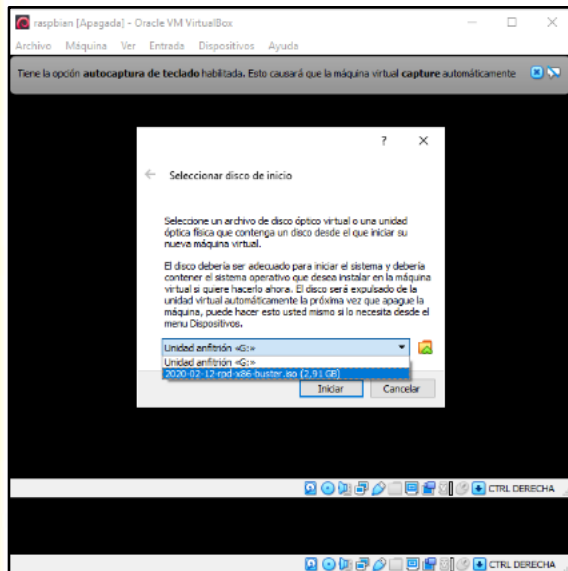 raspbian [Apagada] - Oracle VM VirtualBox
Archivo Máquina Ver Entrada Dispositivos Ayuda
Tiene la opción autocaptura de teclado habilitada. Esto causará que la máquina virtual capture automáticamente
Seleccionar disco de inicio
Seleccione un archivo de disco óptico virtual o una unidad
óptica física que contenga un disco desde el que iniciar su
nueva máquina virtual.
El disco debería ser adecuado para iniciar el sistema y debería
contener el sistema operativo que desea instalar en la máquina
virtual si quiere hacerlo ahora. El disco será expulsado de la
unidad virtual automáticamente la próxima vez que apague la
máquina, puede hacer esto usted mismo si lo necesita desde el
menu Dispositivos.
Unidad anfitrión «G:»
Unidad anfitrión «G:»
2020-02-12-rpd-x86-buster.iso (2,91 GB)
Iniciar Cancelar
CTRL DERECHA
CTRL DERECHA